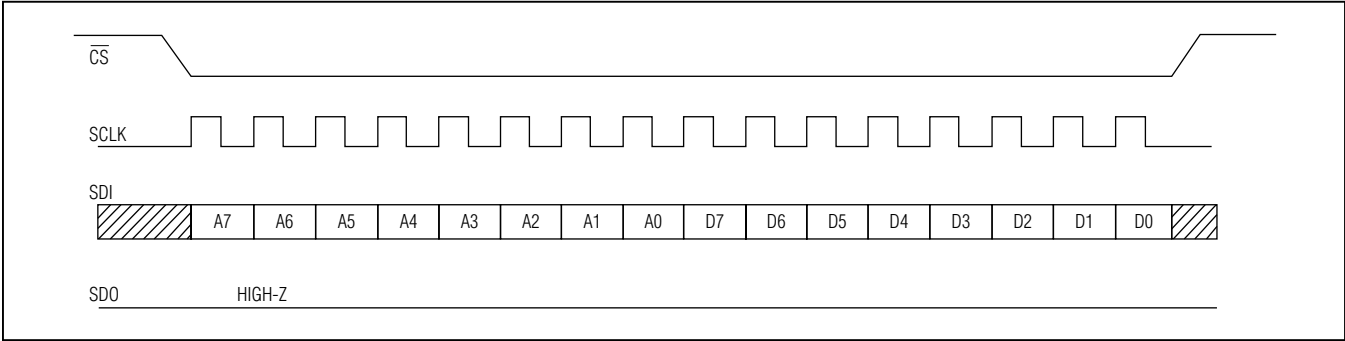 C̅S̅
SCLK
SDI
A7 A6 A5 A4 A3 A2 A1 A0 D7 D6 D5 D4 D3 D2 D1 D0
SDO HIGH-Z